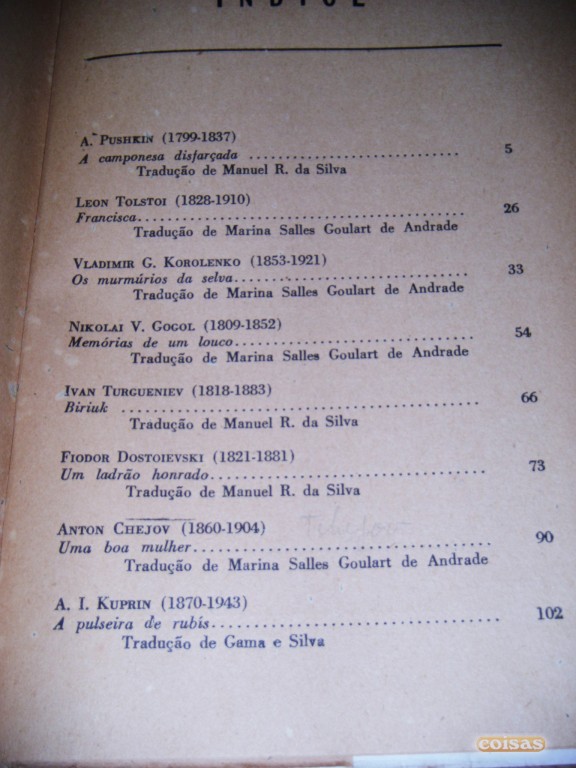 ÍNDICE
A. PUSHKIN (1799-1837)
A camponesa disfarçada ............................ 5
Tradução de Manuel R. da Silva
LEON TOLSTOI (1828-1910)
Francisca............................................. 26
Tradução de Marina Salles Goulart de Andrade
VLADIMIR G. KOROLENKO (1853-1921)
Os murmúrios da selva............................... 33
Tradução de Marina Salles Goulart de Andrade
NIKOLAI V. GOGOL (1809-1852)
Memórias de um louco............................... 54
Tradução de Marina Salles Goulart de Andrade
IVAN TURGUENIEV (1818-1883)
Biriuk ............................................... 66
Tradução de Manuel R. da Silva
FIODOR DOSTOIEVSKI (1821-1881)
Um ladrão honrado................................... 73
Tradução de Manuel R. da Silva
ANTON CHEJOV (1860-1904)
Uma boa mulher...................................... 90
Tradução de Marina Salles Goulart de Andrade
A. I. KUPRIN (1870-1943)
A pulseira de rubis.................................. 102
Tradução de Gama e Silva
coisas